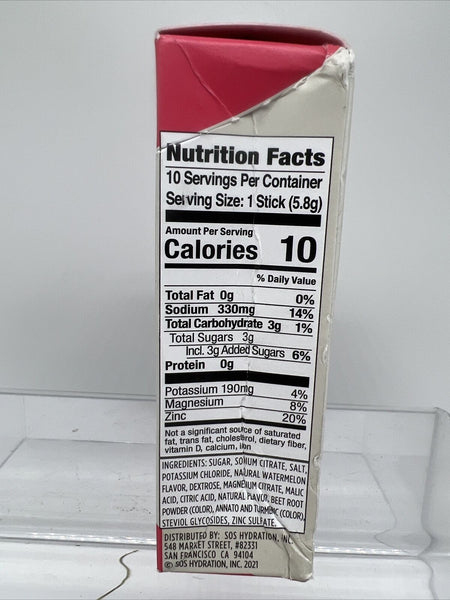 Nutrition Facts
10 Servings Per Container
Serving Size: 1 Stick (5.8g)
Amount Per Serving
Calories 10
% Daily Value
Total Fat 0g 0%
Sodium 330mg 14%
Total Carbohydrate 3g 1%
Total Sugars 3g
Incl. 3g Added Sugars 6%
Protein 0g
Potassium 190mg 4%
Magnesium 8%
Zinc 20%
Not a significant source of saturated
fat, trans fat, cholesterol, dietary fiber,
vitamin D, calcium, iron
INGREDIENTS: SUGAR, SODIUM CITRATE, SALT,
POTASSIUM CHLORIDE, NATURAL WATERMELON
FLAVOR, DEXTROSE, MAGNESIUM CITRATE, MALIC
ACID, CITRIC ACID, NATURAL FLAVOR, BEET ROOT
POWDER (COLOR), ANNATO AND TURMERIC (COLOR),
STEVIOL GLYCOSIDES, ZINC SULFATE.
DISTRIBUTED BY: SOS HYDRATION, INC.
548 MARKET STREET, #82331
SAN FRANCISCO CA 94104
© SOS HYDRATION, INC. 2021